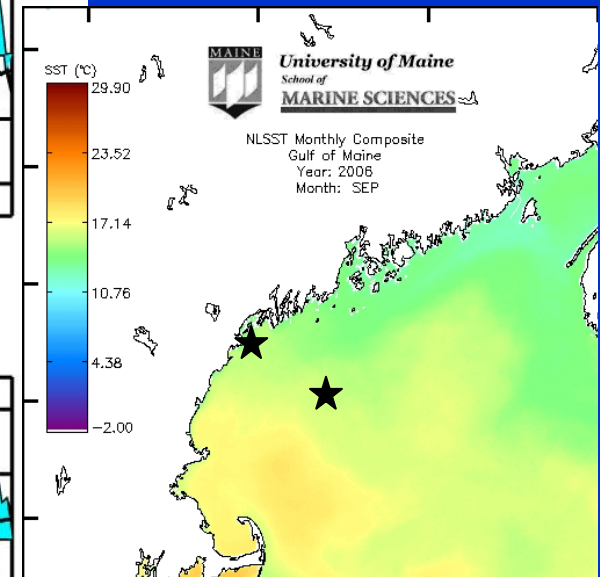 MAINE
University of Maine
School of
MARINE SCIENCES
NLSST Monthly Composite
Gulf of Maine
Year: 2006
Month: SEP
SST (°C)
29.90
23.52
17.14
10.76
4.38
-2.00